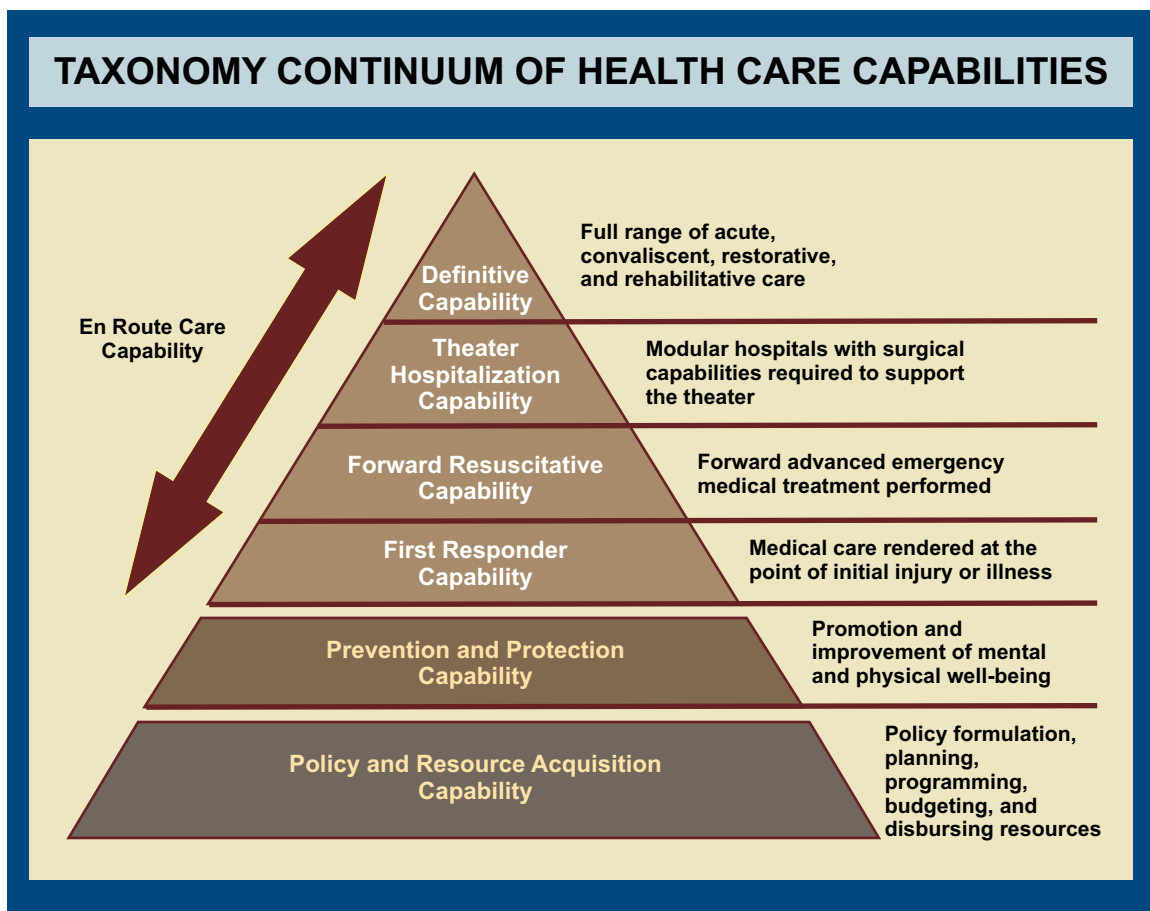 TAXONOMY CONTINUUM OF HEALTH CARE CAPABILITIES
En Route Care
Capability
Definitive
Capability
Full range of acute,
convaliscent, restorative,
and rehabilitative care
Theater
Hospitalization
Capability
Modular hospitals with surgical
capabilities required to support
the theater
Forward Resuscitative
Capability
Forward advanced emergency
medical treatment performed
First Responder
Capability
Medical care rendered at the
point of initial injury or illness
Prevention and Protection
Capability
Promotion and
improvement of mental
and physical well-being
Policy and Resource Acquisition
Capability
Policy formulation,
planning,
programming,
budgeting, and
disbursing resources